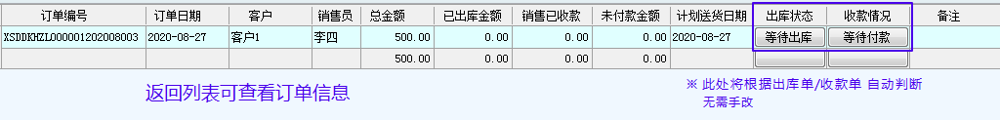 订单编号 订单日期 客户 销售员 总金额 已出库金额 销售已收款 未付款金额 计划送货日期 出库状态 收款情况 备注
XSDDKHZL000001202008003 2020-08-27 客户1 李四 500.00 0.00 0.00 0.00 2020-08-27 等待出库 等待付款
500.00 0.00 0.00 0.00
返回列表可查看订单信息
※ 此处将根据出库单/收款单 自动判断
无需手改